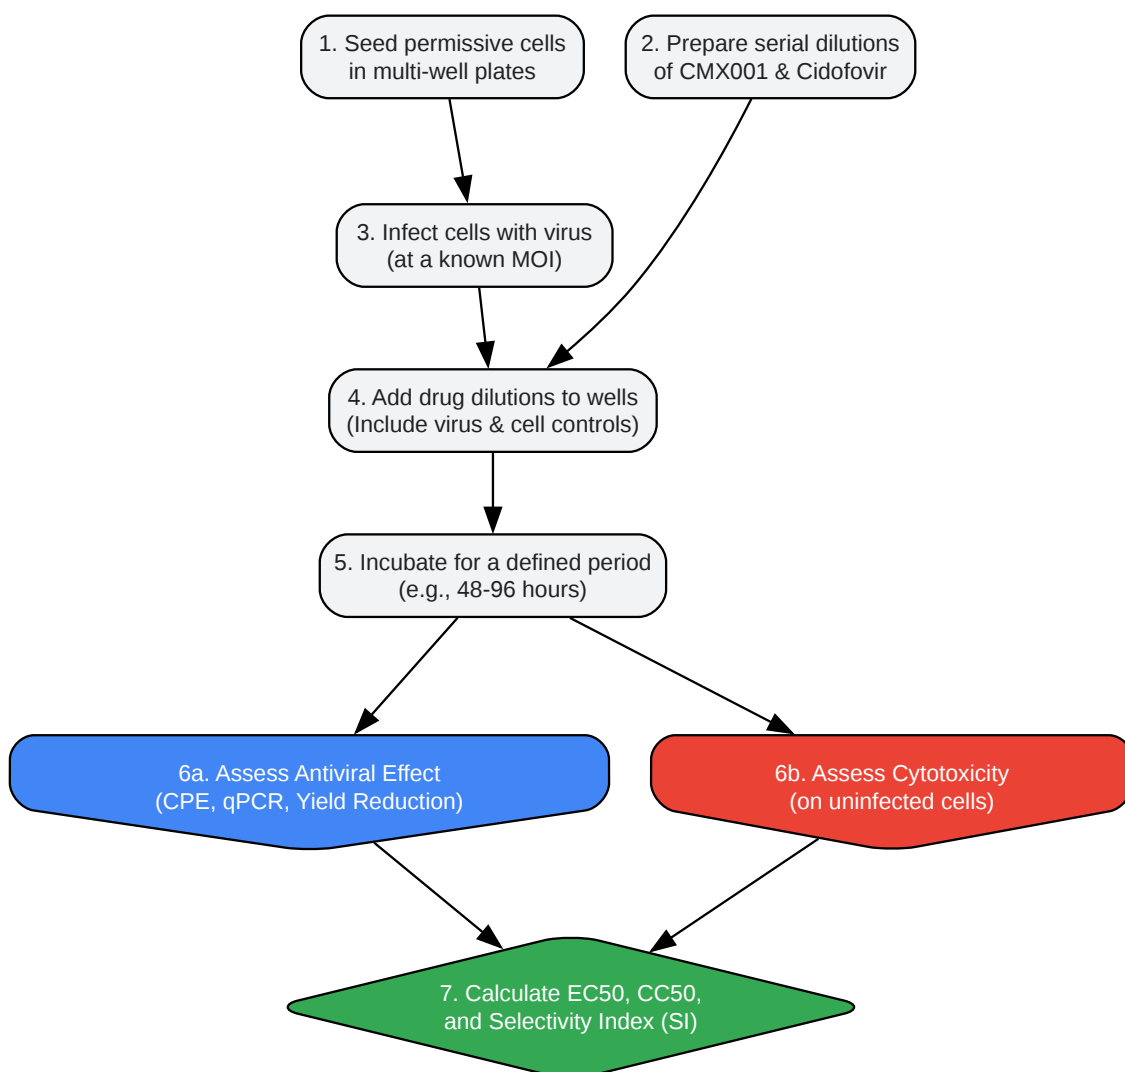 1. Seed permissive cells
in multi-well plates
2. Prepare serial dilutions
of CMX001 & Cidofovir
3. Infect cells with virus
(at a known MOI)
4. Add drug dilutions to wells
(Include virus & cell controls)
5. Incubate for a defined period
(e.g., 48-96 hours)
6a. Assess Antiviral Effect
(CPE, qPCR, Yield Reduction)
6b. Assess Cytotoxicity
(on uninfected cells)
7. Calculate EC50, CC50,
and Selectivity Index (SI)